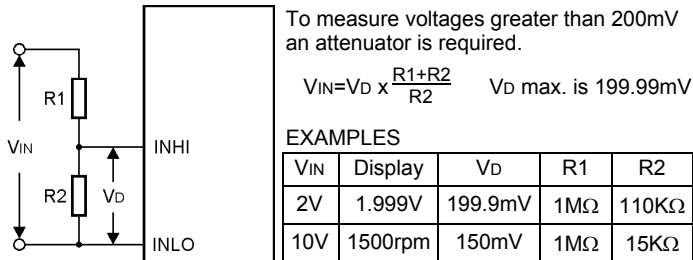 To measure voltages greater than 200mV
an attenuator is required.
VIN=VD x R1+R2
R2
VD max. is 199.99mV
R1
VIN
INHI
R2
VD
INLO
EXAMPLES
VIN Display VD R1 R2
2V 1.999V 199.9mV 1MΩ 110KΩ
10V 1500rpm 150mV 1MΩ 15KΩ